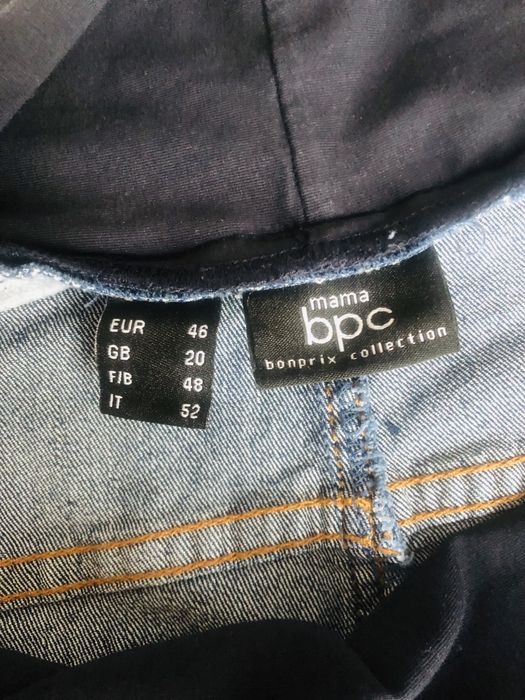 EUR 46
GB 20
F/B 48
IT 52
mama
bpc
bonprix collection